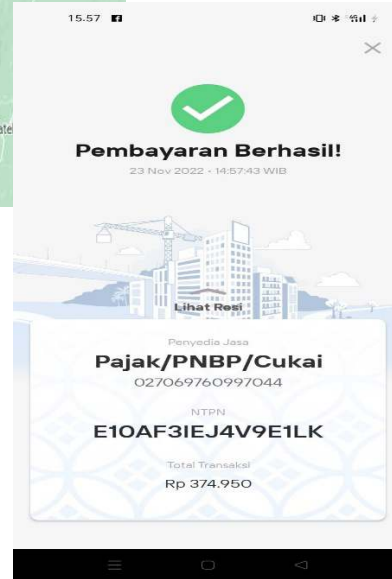 15.57
Pembayaran Berhasil!
23 Nov 2022 • 14:57:43 WIB
Lihat Resi
Penyedia Jasa
Pajak/PNBP/Cukai
027069760997044
NTPN
E10AF3IEJ4V9E1LK
Total Transaksi
Rp 374.950